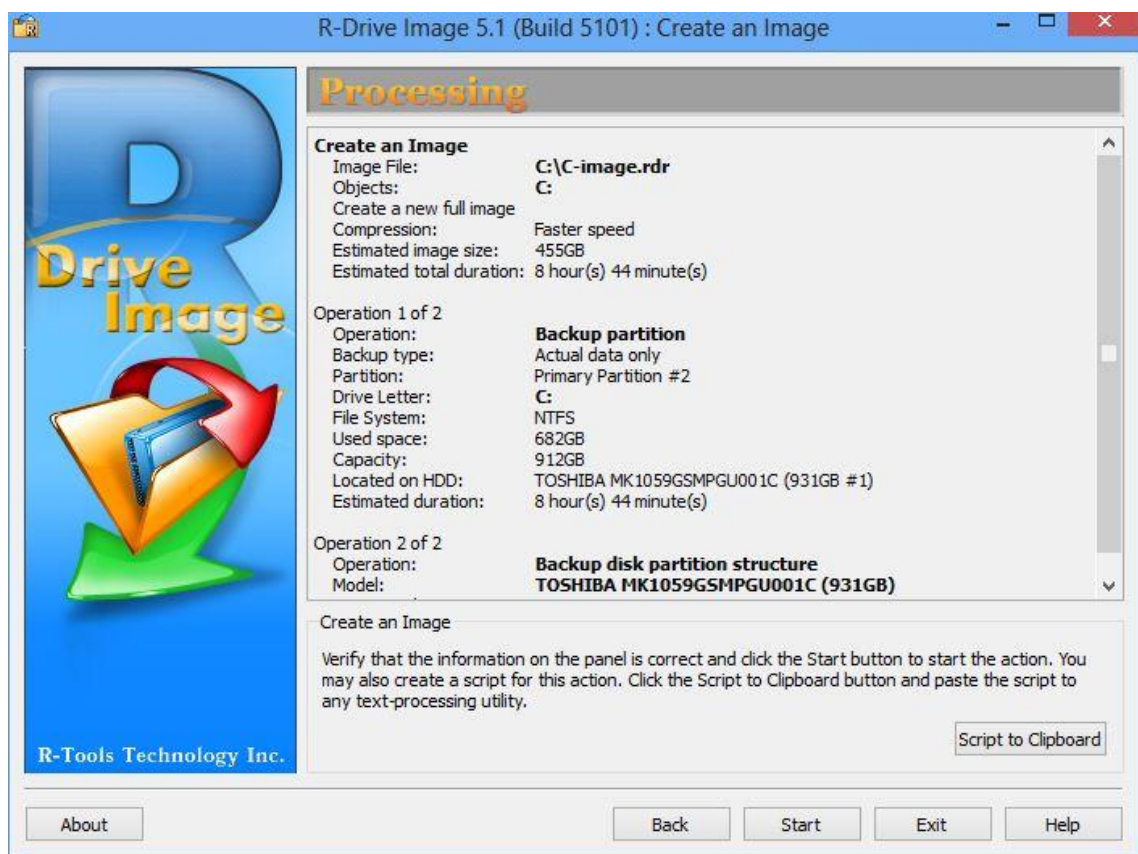 R-Drive Image 5.1 (Build 5101) : Create an Image
R
Drive
Image
R-Tools Technology Inc.
Processing
Create an Image
Image File: C:\C-image.rdr
Objects: C:
Create a new full image
Compression: Faster speed
Estimated image size: 455GB
Estimated total duration: 8 hour(s) 44 minute(s)
Operation 1 of 2
Operation: Backup partition
Backup type: Actual data only
Partition: Primary Partition #2
Drive Letter: C:
File System: NTFS
Used space: 682GB
Capacity: 912GB
Located on HDD: TOSHIBA MK1059GSMPGU001C (931GB #1)
Estimated duration: 8 hour(s) 44 minute(s)
Operation 2 of 2
Operation: Backup disk partition structure
Model: TOSHIBA MK1059GSMPGU001C (931GB)
Create an Image
Verify that the information on the panel is correct and click the Start button to start the action. You
may also create a script for this action. Click the Script to Clipboard button and paste the script to
any text-processing utility.
Script to Clipboard
About Back Start Exit Help